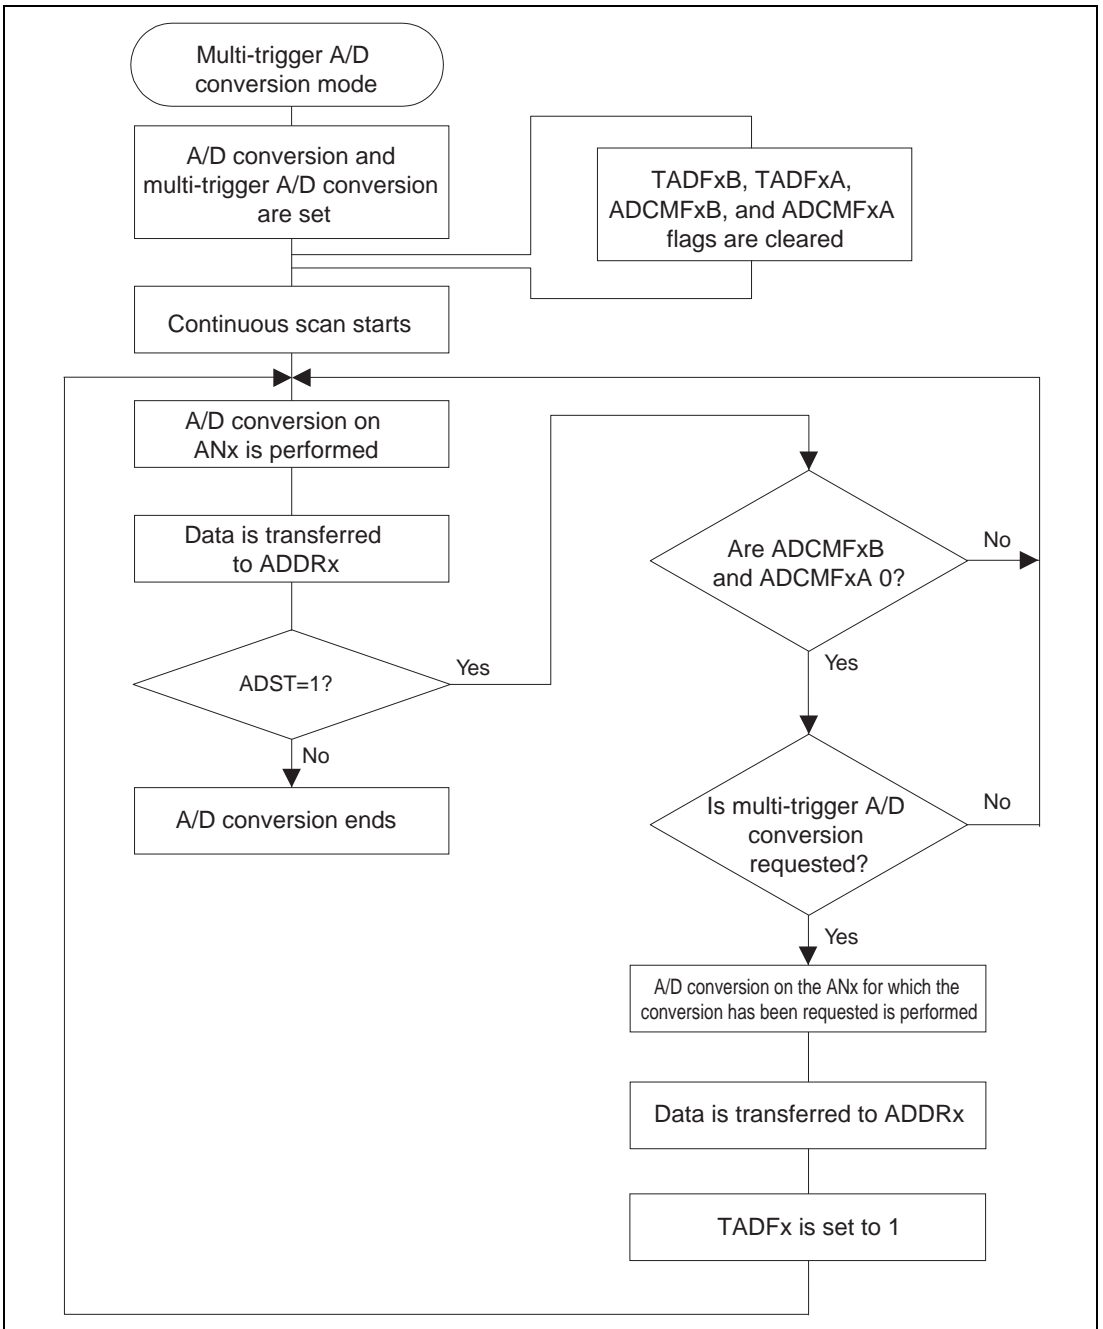 Multi-trigger A/D
conversion mode
A/D conversion and
multi-trigger A/D conversion
are set
TADFxB, TADFxA,
ADCMFxB, and ADCMFxA
flags are cleared
Continuous scan starts
A/D conversion on
ANx is performed
Data is transferred
to ADDRx
ADST=1?
Yes
No
A/D conversion ends
Are ADCMFxB
and ADCMFxA 0?
No
Yes
Is multi-trigger A/D
conversion
requested?
No
Yes
A/D conversion on the ANx for which the
conversion has been requested is performed
Data is transferred to ADDRx
TADFx is set to 1